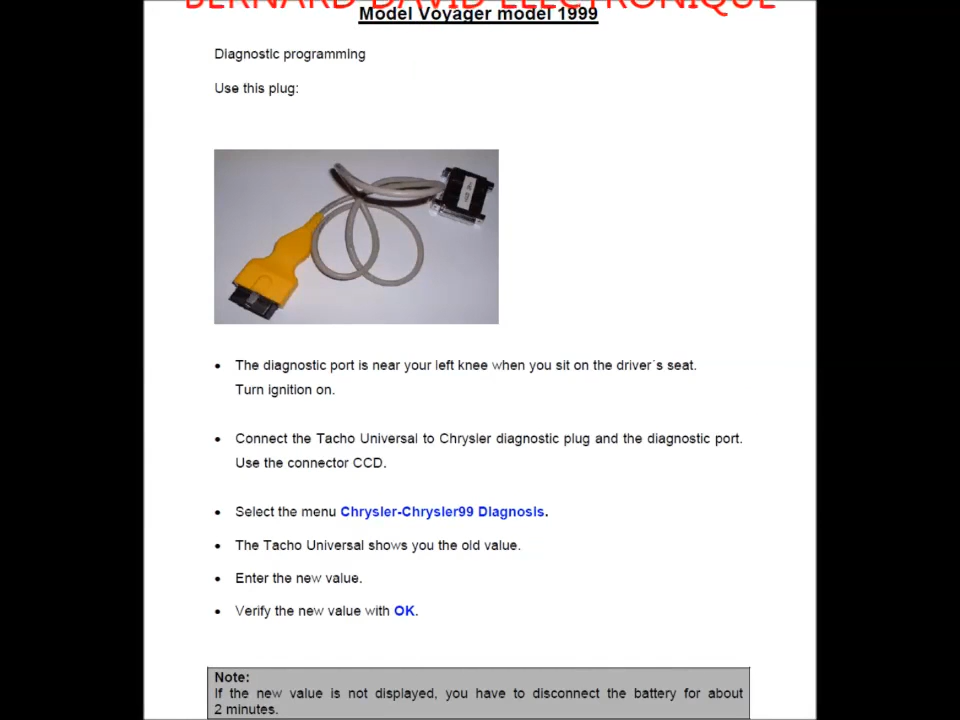 BERNARD DAVID ELECTRONIQUE
Model Voyager model 1999
Diagnostic programming
Use this plug:
The diagnostic port is near your left knee when you sit on the driver´s seat.
Turn ignition on.
Connect the Tacho Universal to Chrysler diagnostic plug and the diagnostic port.
Use the connector CCD.
Select the menu Chrysler-Chrysler99 Diagnosis.
The Tacho Universal shows you the old value.
Enter the new value.
Verify the new value with OK.
Note:
If the new value is not displayed, you have to disconnect the battery for about
2 minutes.